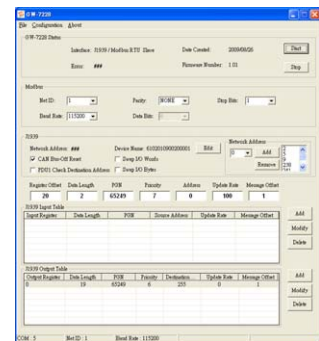 GW-7228
File Configuration About
GW-7228 Status
Interface: J1939 / Modbus RTU Slave Date Created: 2009/09/26 Start
Error: ### Firmware Number: 1.01 Stop
Modbus
Net ID: 1 Parity: NONE Stop Bits: 1
Baud Rate: 115200 Data Bits: 8
J1939
Network Address: ### Device Name: Edit
Network Address
0 Add
Remove
CAN Bus-Off Reset Swap I/O Words
PDU1 Check Destination Address Swap I/O Bytes
Register Offset Data Length PGN Priority Address Update Rate Message Offset
20 2 65249 7 0 100 1
J1939 Input Table
Input Register Data Length PGN Source Address Update Rate Message Offset
Add
Modify
Delete
J1939 Output Table
Output Register Data Length PGN Priority Destination... Update Rate Message Offset
0 19 65249 6 255 0 1
Add
Modify
Delete
COM : 5 Net ID : 1 Baud Rate : 115200